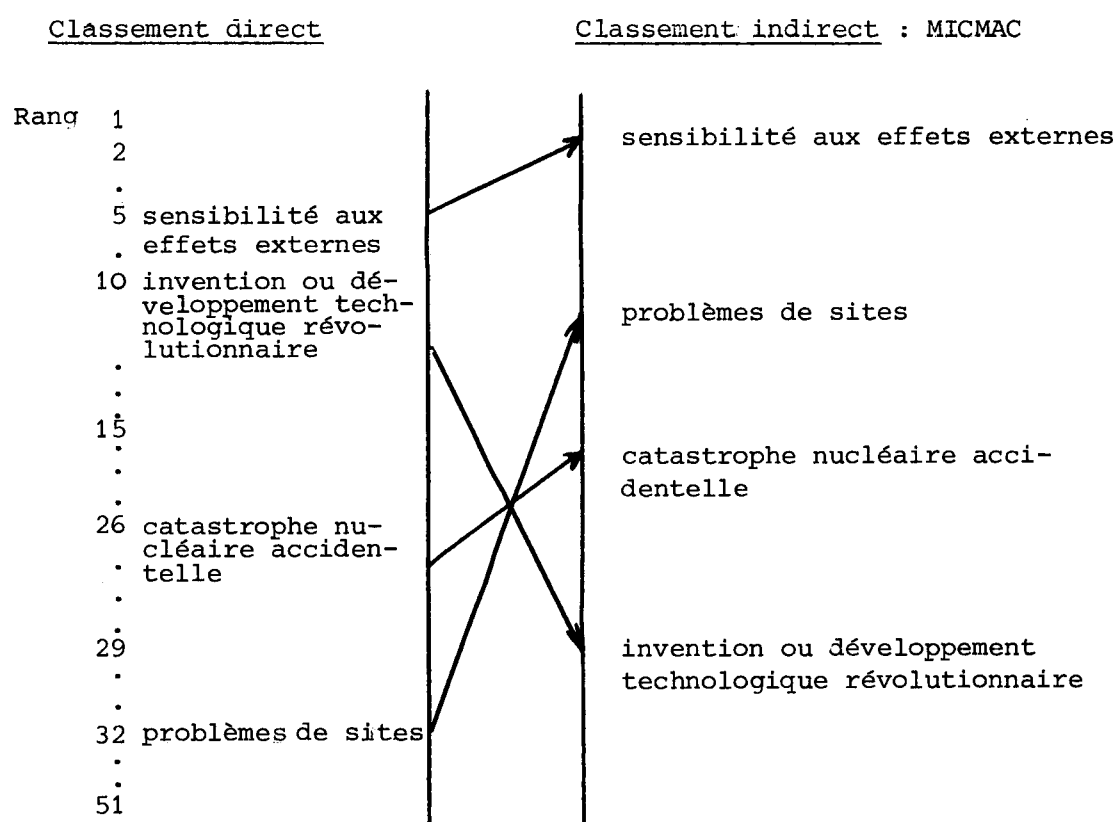 Classement direct
Classement indirect : MICMAC
Rang 1
2
.
5 sensibilité aux
. effets externes
10 invention ou dé-
veloppement tech-
nologique révo-
lutionnaire
.
.
.
15
.
.
.
26 catastrophe nu-
cléaire acciden-
. telle
.
.
29
.
.
32 problèmes de sites
.
.
51
sensibilité aux effets externes
problèmes de sites
catastrophe nucléaire acci-
dentelle
invention ou développement
technologique révolutionnaire